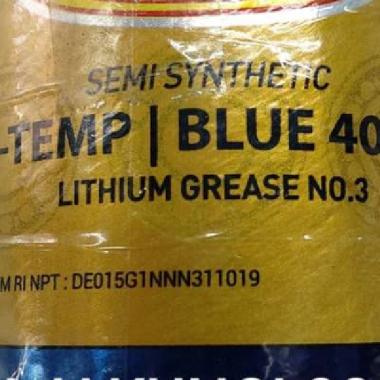 SEMI SYNTHETIC
-TEMP | BLUE 40
LITHIUM GREASE NO.3
M RI NPT : DE015G1NNN311019